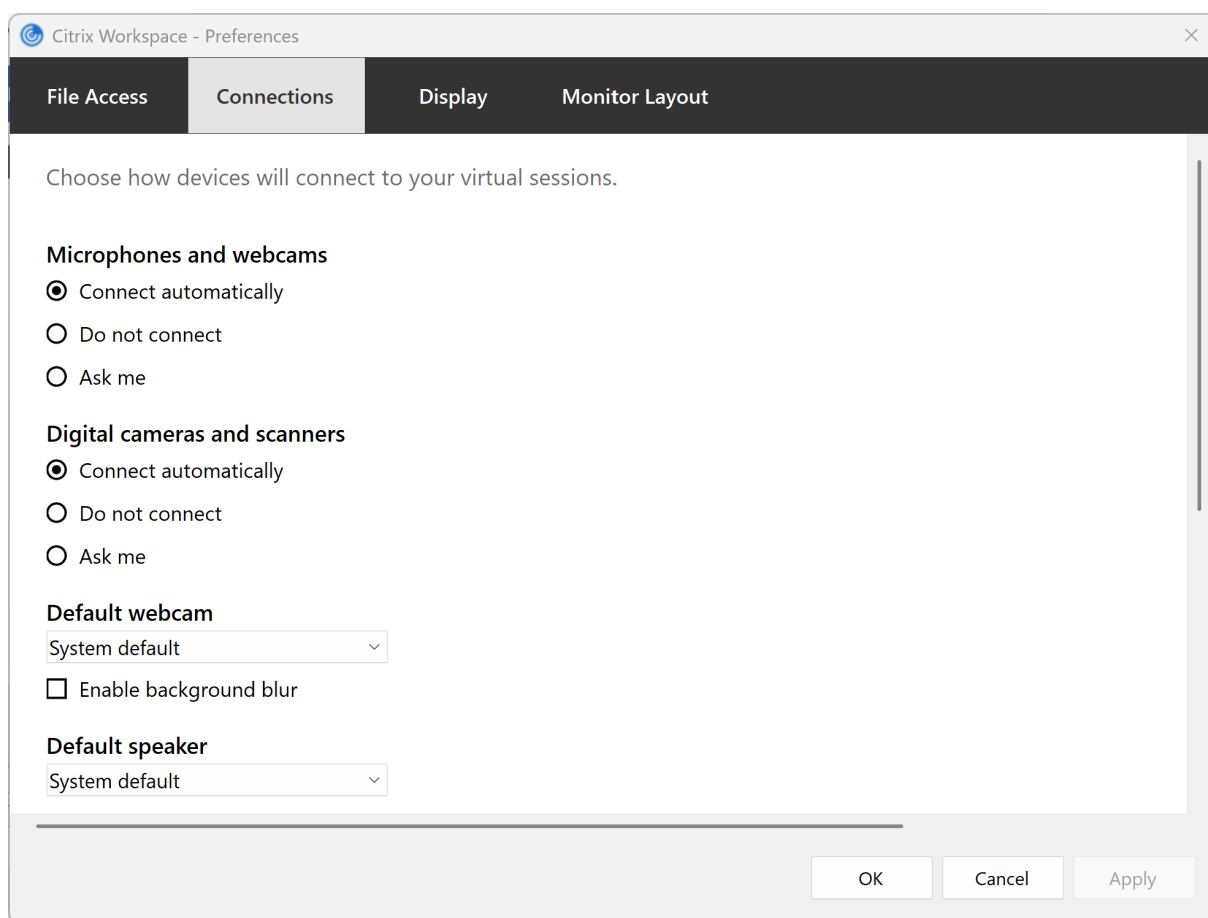 Citrix Workspace - Preferences
File Access
Connections
Display
Monitor Layout
Choose how devices will connect to your virtual sessions.
Microphones and webcams
Connect automatically
Do not connect
Ask me
Digital cameras and scanners
Connect automatically
Do not connect
Ask me
Default webcam
System default
Enable background blur
Default speaker
System default
OK
Cancel
Apply